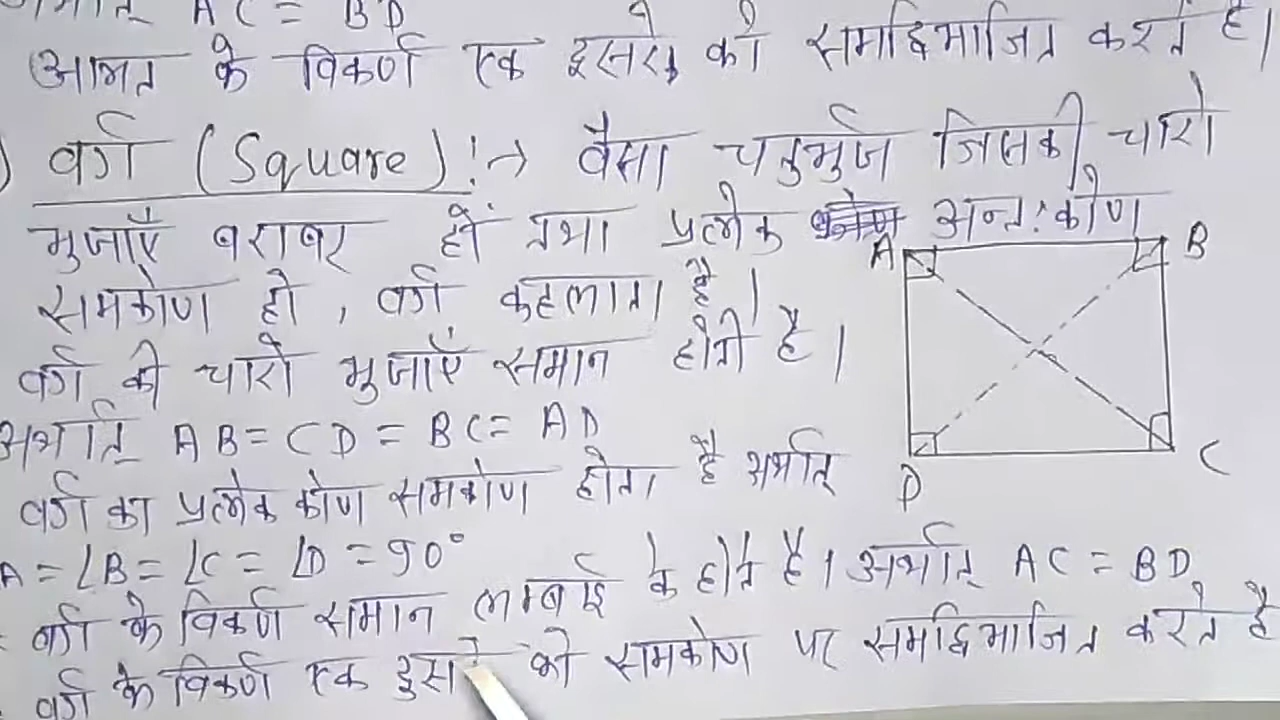 AC = BD
आयत के विकर्ण एक दूसरे को समद्विभाजित करते हैं।
वर्ग (Square) :→ वैसा चतुर्भुज जिसकी चारों
भुजाएँ बराबर हों तथा प्रत्येक अन्तः कोण
समकोण हो, वर्ग कहलाता है।
वर्ग की चारों भुजाएँ समान होती है।
अर्थात् AB = CD = BC = AD
वर्ग का प्रत्येक कोण समकोण होता है अर्थात्
A = ∠B = ∠C = ∠D = 90°
वर्ग के विकर्ण समान लम्बाई के होते हैं। अर्थात् AC = BD
वर्ग के विकर्ण एक दुसरे को समकोण पर समद्विभाजित करते है
A
B
C
D